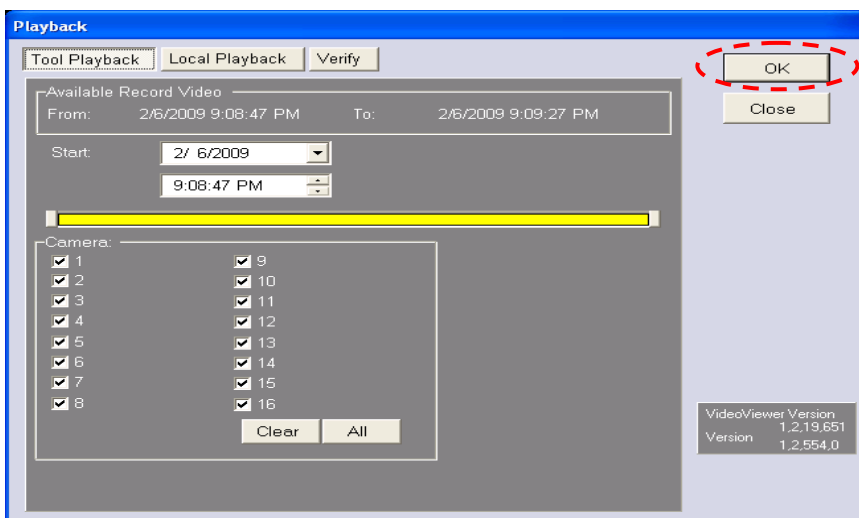 Playback
Tool Playback Local Playback Verify
OK
Close
Available Record Video
From: 2/6/2009 9:08:47 PM To: 2/6/2009 9:09:27 PM
Start: 2/ 6/2009
9:08:47 PM
Camera:
1 9
2 10
3 11
4 12
5 13
6 14
7 15
8 16
Clear All
VideoViewer Version
1,2,19,651
Version
1,2,554,0